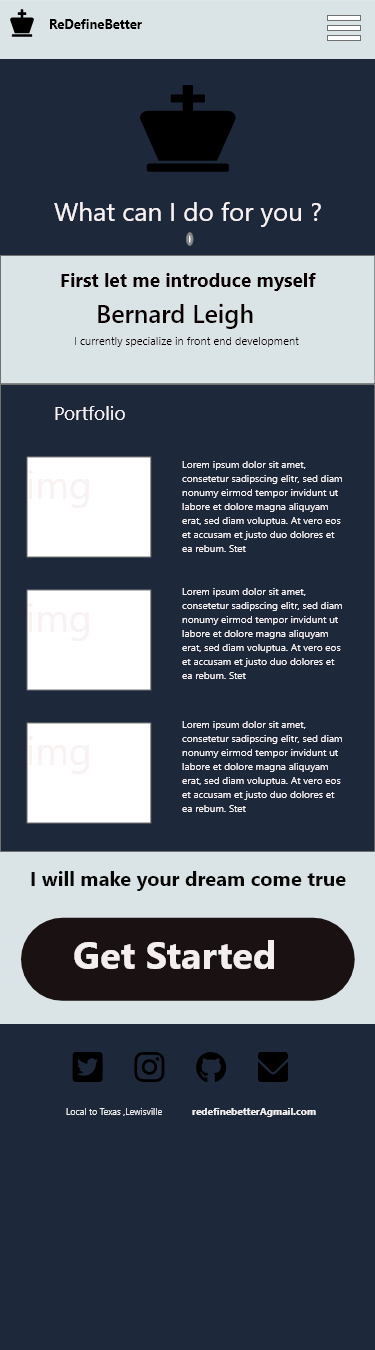 ReDefineBetter
What can I do for you ?
First let me introduce myself
Bernard Leigh
I currently specialize in front end development
Portfolio
img
Lorem ipsum dolor sit amet,
consetetur sadipscing elitr, sed diam
nonumy eirmod tempor invidunt ut
labore et dolore magna aliquyam
erat, sed diam voluptua. At vero eos
et accusam et justo duo dolores et
ea rebum. Stet
img
Lorem ipsum dolor sit amet,
consetetur sadipscing elitr, sed diam
nonumy eirmod tempor invidunt ut
labore et dolore magna aliquyam
erat, sed diam voluptua. At vero eos
et accusam et justo duo dolores et
ea rebum. Stet
img
Lorem ipsum dolor sit amet,
consetetur sadipscing elitr, sed diam
nonumy eirmod tempor invidunt ut
labore et dolore magna aliquyam
erat, sed diam voluptua. At vero eos
et accusam et justo duo dolores et
ea rebum. Stet
I will make your dream come true
Get Started
Local to Texas ,Lewisville
redefinebetterAgmail.com